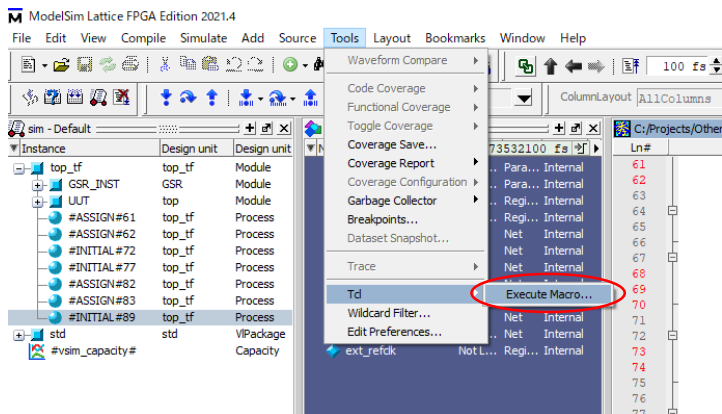 ModelSim Lattice FPGA Edition 2021.4
File Edit View Compile Simulate Add Source Tools Layout Bookmarks Window Help
100 fs
ColumnLayout AllColumns
sim - Default
Instance Design unit Design unit
top_tf top_tf Module
GSR_INST GSR Module
UUT top Module
#ASSIGN#61 top_tf Process
#ASSIGN#62 top_tf Process
#INITIAL#72 top_tf Process
#INITIAL#77 top_tf Process
#ASSIGN#82 top_tf Process
#ASSIGN#83 top_tf Process
#INITIAL#89 top_tf Process
std std VIPackage
#vsim_capacity# Capacity
Waveform Compare
Code Coverage
Functional Coverage
Toggle Coverage
Coverage Save...
Coverage Report
Coverage Configuration
Garbage Collector
Breakpoints...
Dataset Snapshot...
Trace
Tcl
Wildcard Filter...
Edit Preferences...
Execute Macro...
73532100 fs
.. Para... Internal
.. Para... Internal
.. Regi... Internal
.. Regi... Internal
Net Internal
Net Internal
Net Internal
Net Internal
.. Net Internal
ext_refclk Not L... Regi... Internal
C:/Projects/Other
Ln#
61
62
63
64
65
66
67
68
69
70
71
72
73
74
75
76
77